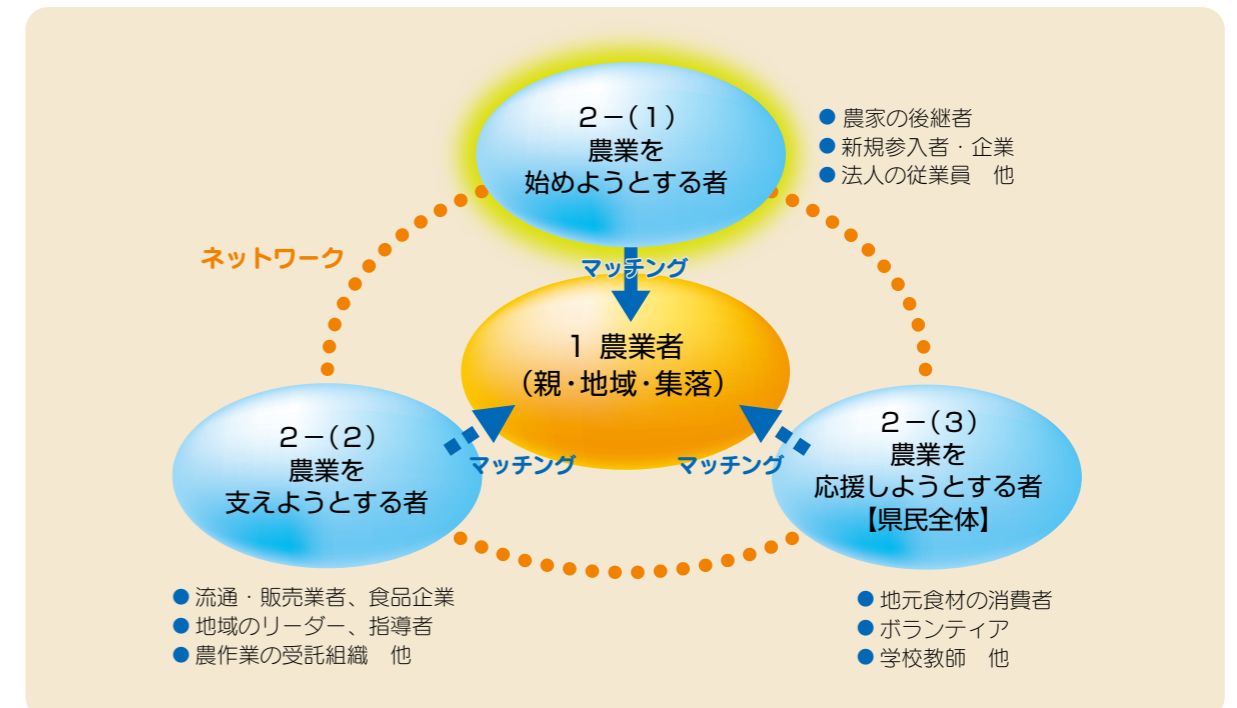 2−(1)
農業を
始めようとする者
● 農家の後継者
● 新規参入者・企業
● 法人の従業員　他
ネットワーク
マッチング
1 農業者
（親・地域・集落）
2−(2)
農業を
支えようとする者
マッチング
マッチング
2−(3)
農業を
応援しようとする者
【県民全体】
● 流通・販売業者、食品企業
● 地域のリーダー、指導者
● 農作業の受託組織　他
● 地元食材の消費者
● ボランティア
● 学校教師　他